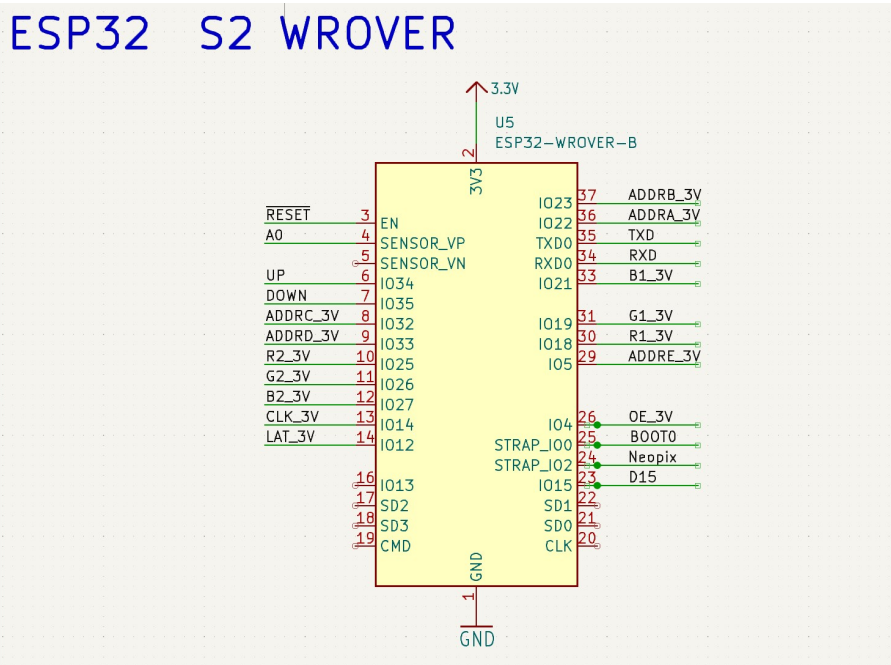 ESP32 S2 WROVER
3.3V
U5
ESP32-WROVER-B
2
3V3
RESET 3 EN
A0 4 SENSOR_VP
5 SENSOR_VN
UP 6 IO34
DOWN 7 IO35
ADDRC_3V 8 IO32
ADDRD_3V 9 IO33
R2_3V 10 IO25
G2_3V 11 IO26
B2_3V 12 IO27
CLK_3V 13 IO14
LAT_3V 14 IO12
16 IO13
17 SD2
18 SD3
19 CMD
IO23 37 ADDRB_3V
IO22 36 ADDRA_3V
TXD0 35 TXD
RXD0 34 RXD
IO21 33 B1_3V
IO19 31 G1_3V
IO18 30 R1_3V
IO5 29 ADDRE_3V
IO4 26 OE_3V
STRAP_IO0 25 BOOT0
STRAP_IO2 24 Neopix
IO15 23 D15
SD1 22
SD0 21
CLK 20
GND
1
GND